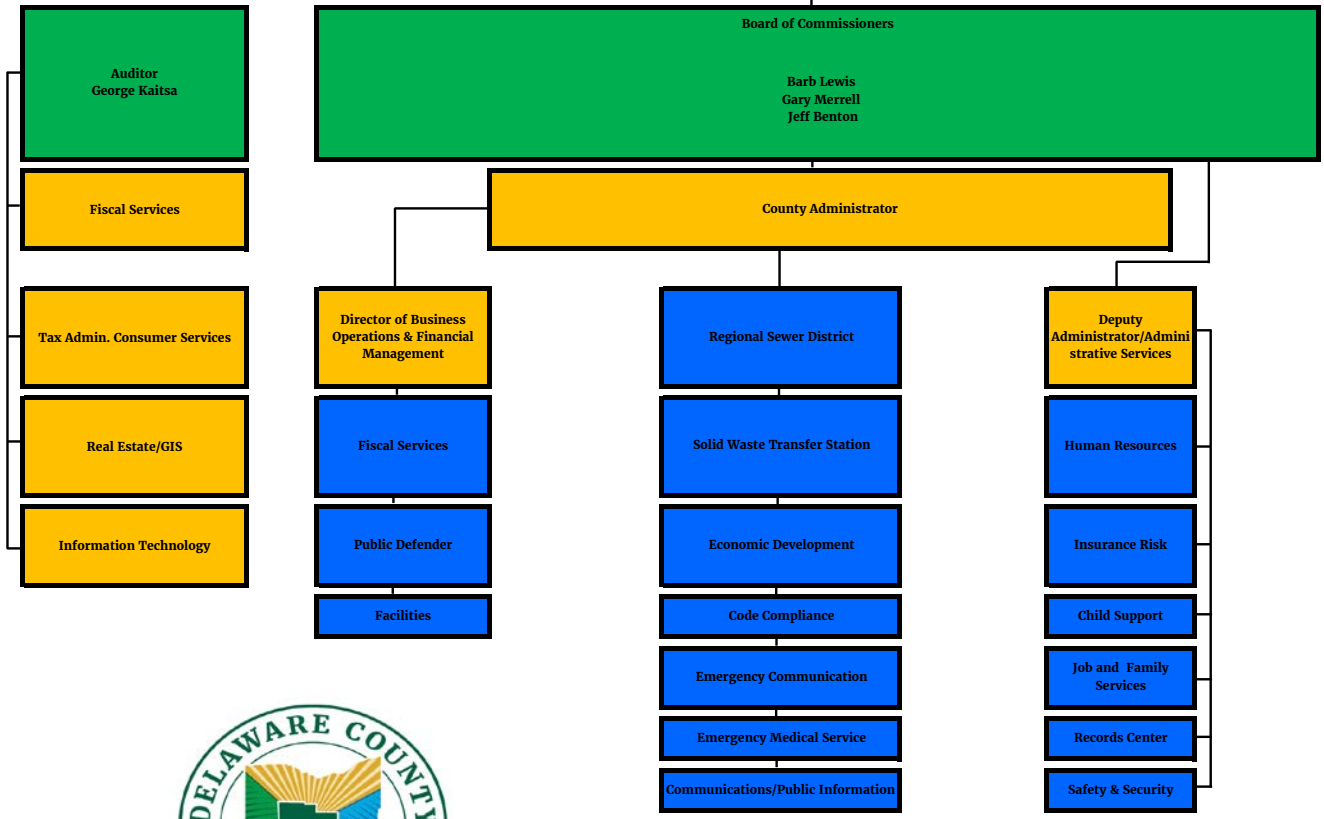 Auditor
George Kaitsa
Fiscal Services
Tax Admin. Consumer Services
Real Estate/GIS
Information Technology
Board of Commissioners
Barb Lewis
Gary Merrell
Jeff Benton
County Administrator
Director of Business
Operations & Financial
Management
Fiscal Services
Public Defender
Facilities
Regional Sewer District
Solid Waste Transfer Station
Economic Development
Code Compliance
Emergency Communication
Emergency Medical Service
Communications/Public Information
Deputy
Administrator/Admini
strative Services
Human Resources
Insurance Risk
Child Support
Job and  Family
Services
Records Center
Safety & Security
DELAWARE COUNTY